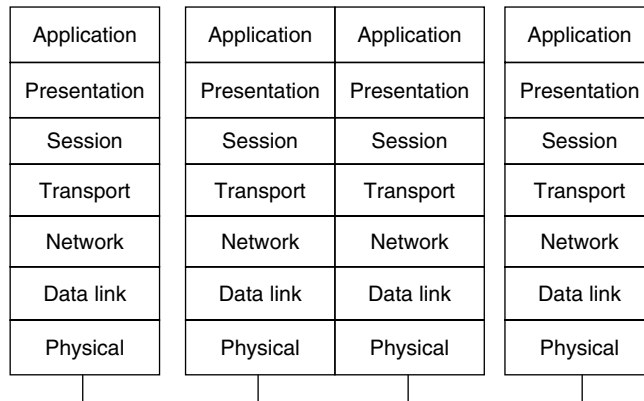 Application Application Application Application
Presentation Presentation Presentation Presentation
Session Session Session Session
Transport Transport Transport Transport
Network Network Network Network
Data link Data link Data link Data link
Physical Physical Physical Physical